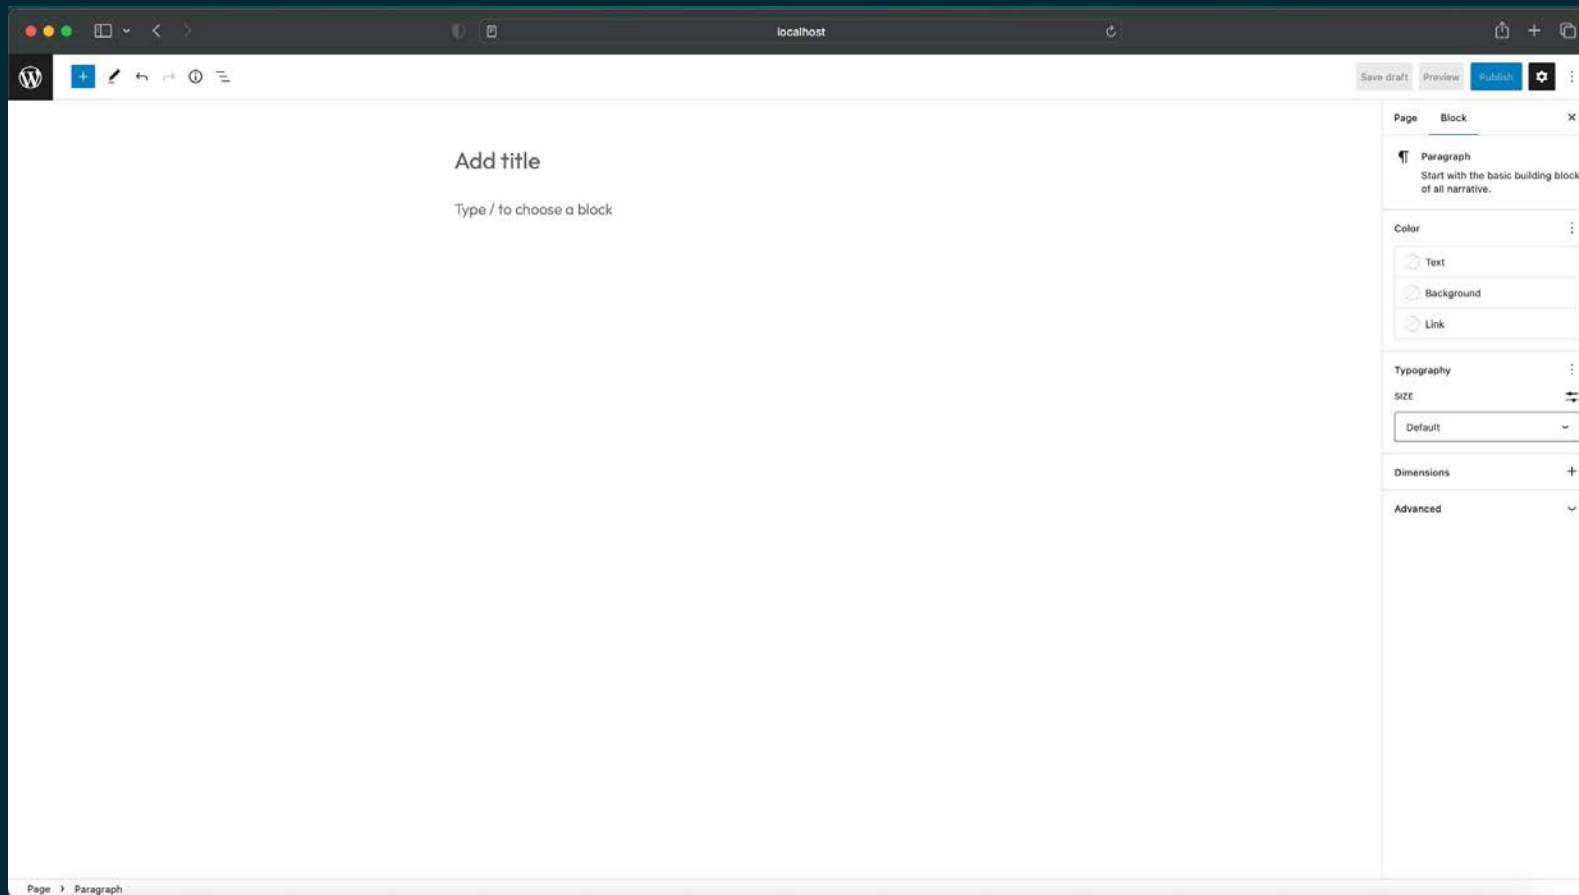 localhost
Save draft Preview Publish
Page Block
Add title
Type / to choose a block
Paragraph
Start with the basic building block
of all narrative.
Color
Text
Background
Link
Typography
SIZE
Default
Dimensions
Advanced
Page › Paragraph